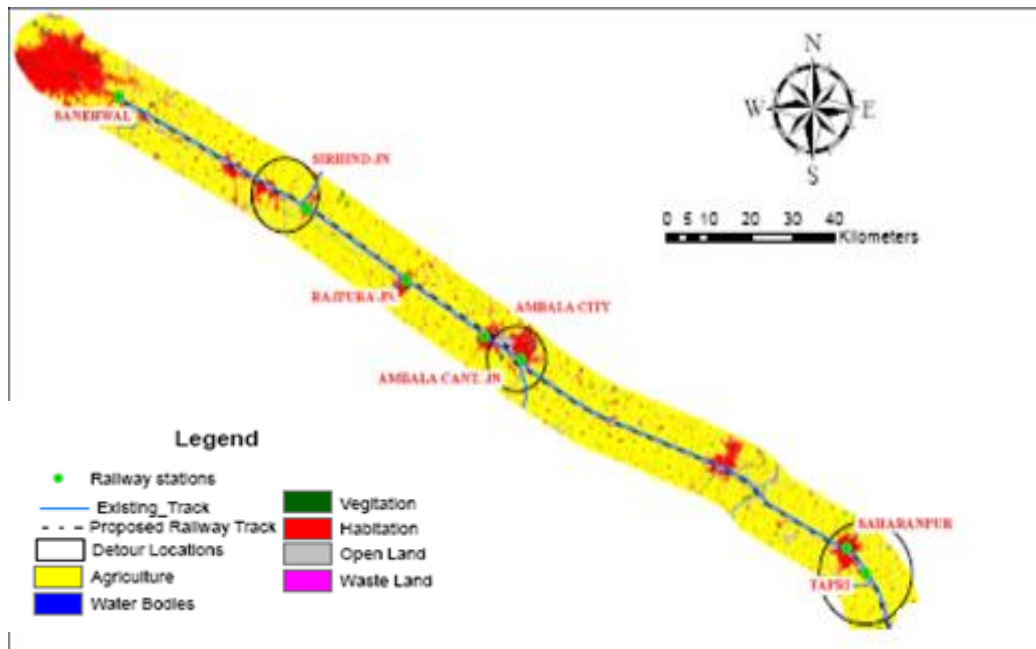 SANEHWAL
SIRHIND JN
RAJPURA JN.
AMBALA CITY
AMBALA CANT. JN
SAHARANPUR
TAPRI
N
W E
S
0 5 10 20 30 40
Kilometers
Legend
Railway stations
Existing_Track
Proposed Railway Track
Detour Locations
Agriculture
Water Bodies
Vegitation
Habitation
Open Land
Waste Land